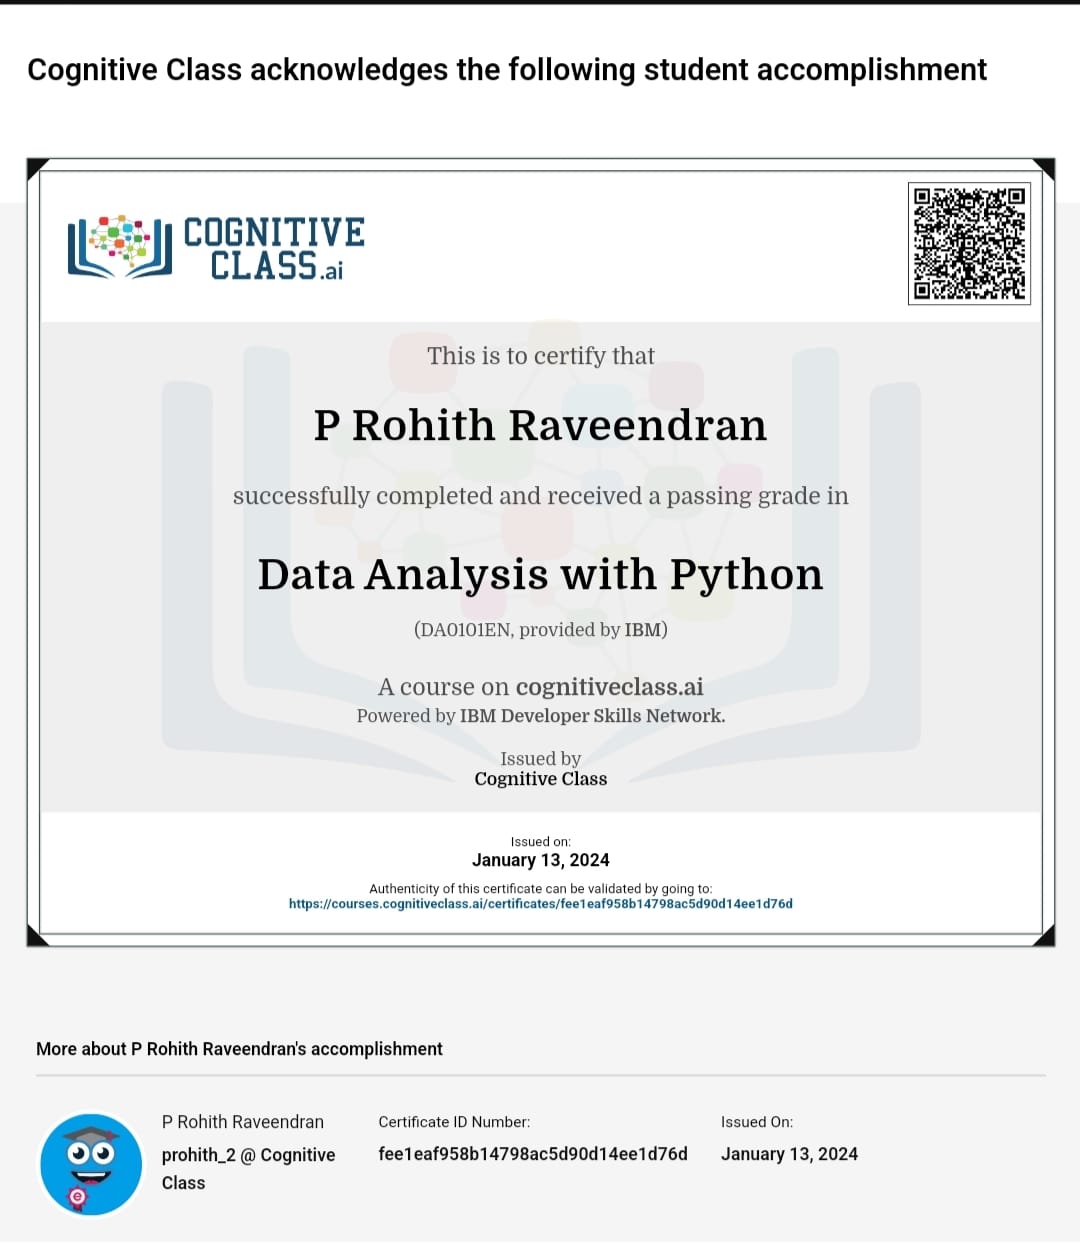 Cognitive Class acknowledges the following student accomplishment
COGNITIVE
CLASS.ai
This is to certify that
P Rohith Raveendran
successfully completed and received a passing grade in
Data Analysis with Python
(DA0101EN, provided by IBM)
A course on cognitiveclass.ai
Powered by IBM Developer Skills Network.
Issued by
Cognitive Class
Issued on:
January 13, 2024
Authenticity of this certificate can be validated by going to:
https://courses.cognitiveclass.ai/certificates/fee1eaf958b14798ac5d90d14ee1d76d
More about P Rohith Raveendran's accomplishment
P Rohith Raveendran
prohith_2 @ Cognitive
Class
e
Certificate ID Number:
fee1eaf958b14798ac5d90d14ee1d76d
Issued On:
January 13, 2024